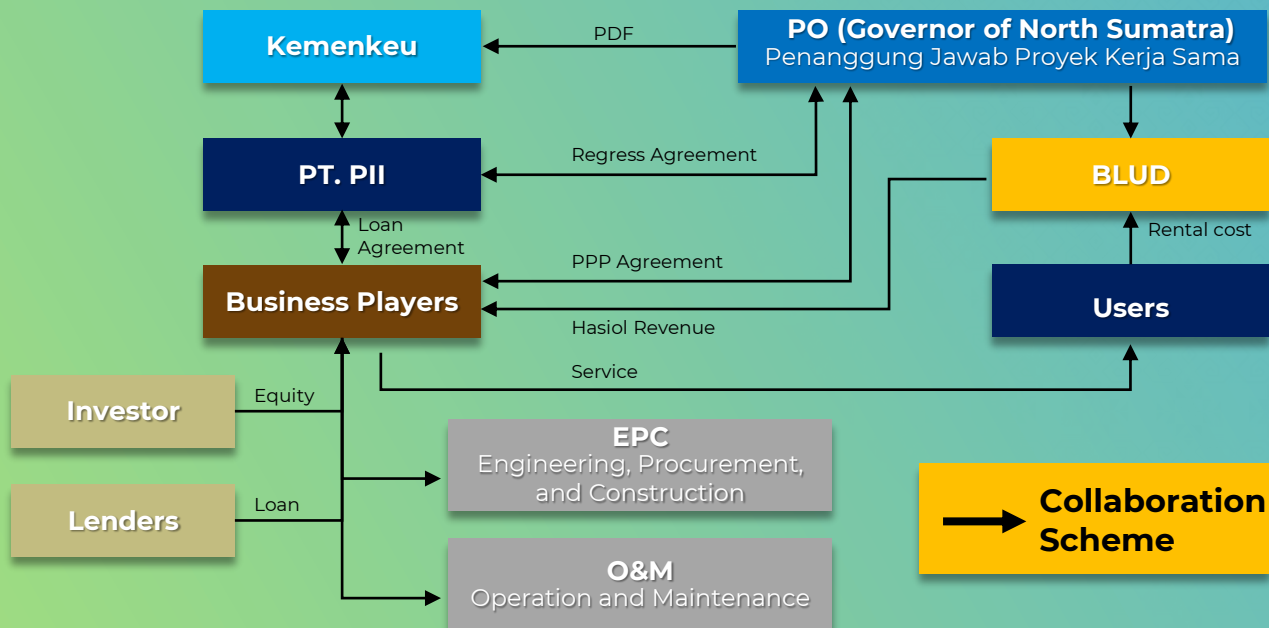 Kemenkeu
PDF
PO (Governor of North Sumatra)
Penanggung Jawab Proyek Kerja Sama
PT. PII
Regress Agreement
BLUD
Loan
Agreement
Rental cost
PPP Agreement
Business Players
Users
Hasiol Revenue
Service
Investor
Equity
EPC
Engineering, Procurement,
and Construction
Lenders
Loan
Collaboration
Scheme
O&M
Operation and Maintenance